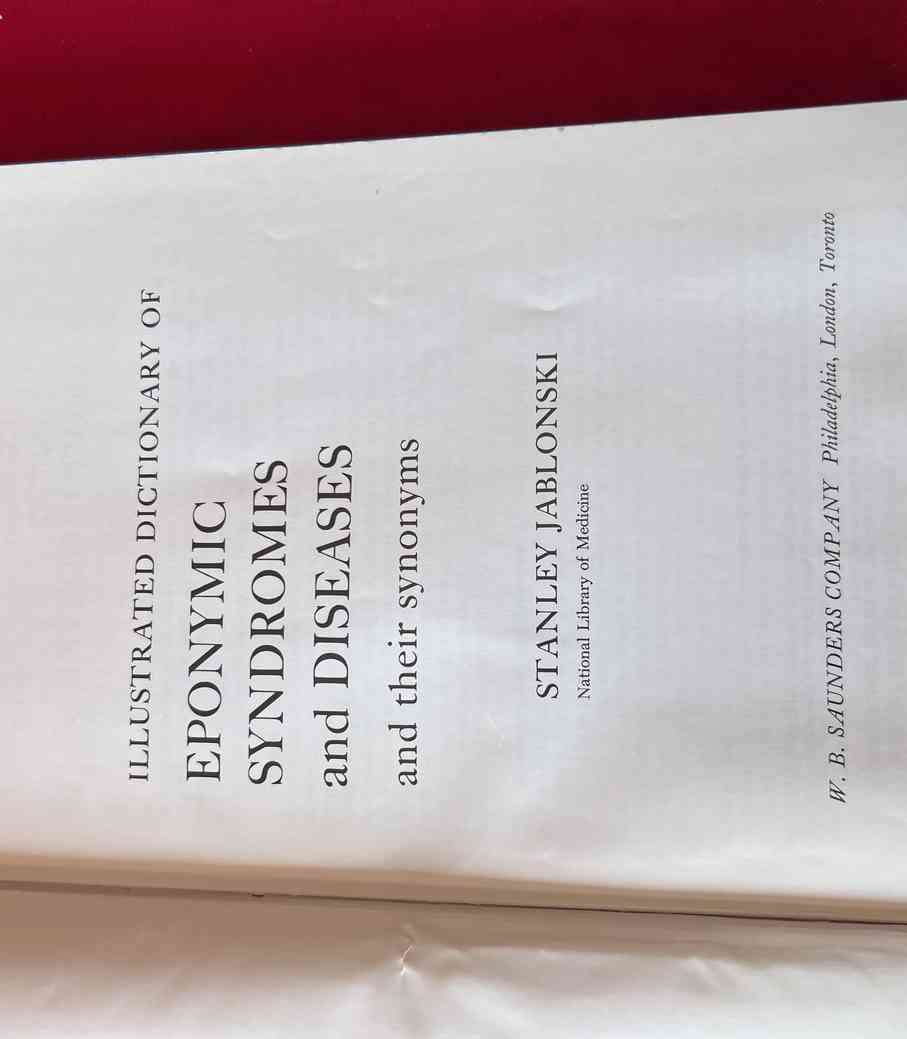 ILLUSTRATED DICTIONARY OF
EPONYMIC
SYNDROMES
and DISEASES
and their synonyms
STANLEY JABLONSKI
National Library of Medicine
W. B. SAUNDERS COMPANY Philadelphia, London, Toronto